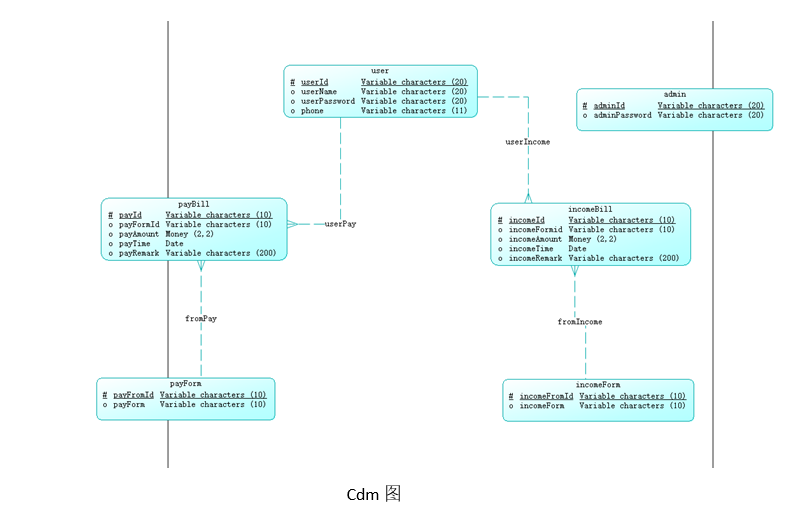 user
# userId Variable characters (20)
o userName Variable characters (20)
o userPassword Variable characters (20)
o phone Variable characters (11)
admin
# adminId Variable characters (20)
o adminPassword Variable characters (20)
userIncome
payBill
# payId Variable characters (10)
o payFormId Variable characters (10)
o payAmount Money (2,2)
o payTime Date
o payRemark Variable characters (200)
userPay
incomeBill
# incomeId Variable characters (10)
o incomeFormid Variable characters (10)
o incomeAmount Money (2,2)
o incomeTime Date
o incomeRemark Variable characters (200)
fromPay
fromIncome
payForm
# payFromId Variable characters (10)
o payForm Variable characters (10)
incomeForm
# incomeFromId Variable characters (10)
o incomeForm Variable characters (10)
Cdm 图